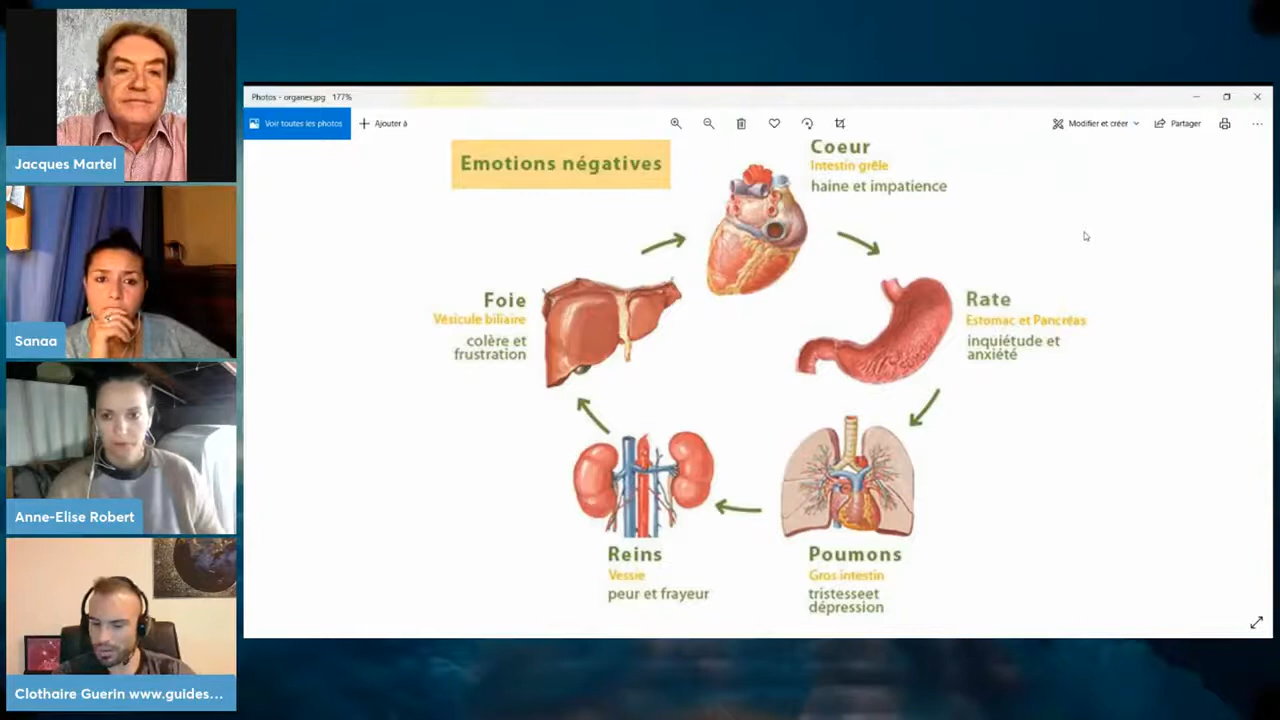 Jacques Martel
Sanaa
Anne-Elise Robert
Clothaire Guerin www.guides...
Photos - organes.jpg 177%
Voir toutes les photos
Ajouter à
Modifier et créer
Partager
Emotions négatives
Coeur
Intestin grêle
haine et impatience
Rate
Estomac et Pancréas
inquiétude et
anxiété
Poumons
Gros intestin
tristesseet
dépression
Reins
Vessie
peur et frayeur
Foie
Vésicule biliaire
colère et
frustration